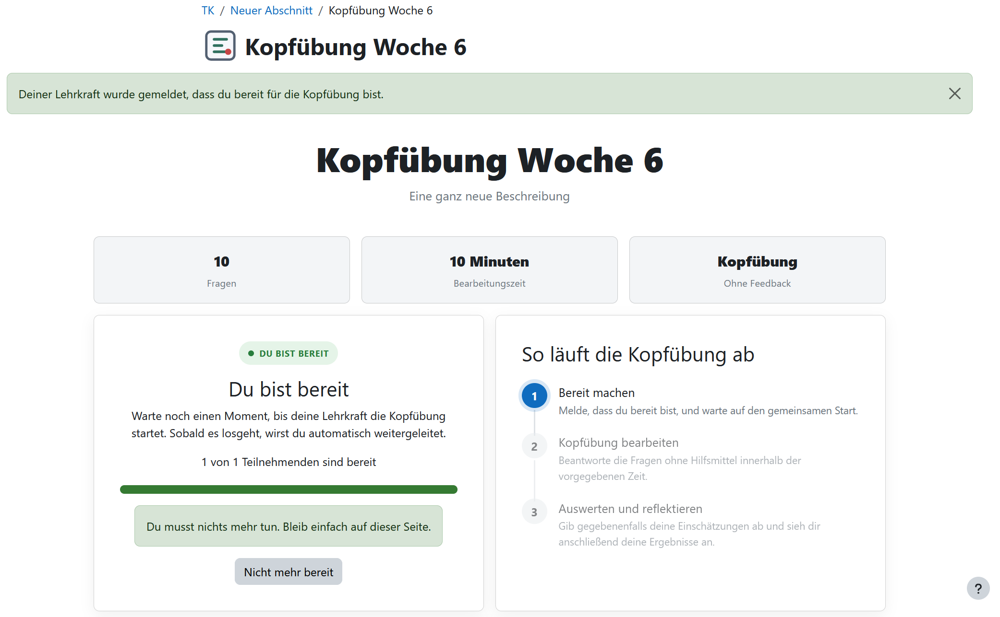 TK / Neuer Abschnitt / Kopfübung Woche 6
Kopfübung Woche 6
Deiner Lehrkraft wurde gemeldet, dass du bereit für die Kopfübung bist.
Kopfübung Woche 6
Eine ganz neue Beschreibung
10
Fragen
10 Minuten
Bearbeitungszeit
Kopfübung
Ohne Feedback
DU BIST BEREIT
Du bist bereit
Warte noch einen Moment, bis deine Lehrkraft die Kopfübung
startet. Sobald es losgeht, wirst du automatisch weitergeleitet.
1 von 1 Teilnehmenden sind bereit
Du musst nichts mehr tun. Bleib einfach auf dieser Seite.
Nicht mehr bereit
So läuft die Kopfübung ab
1
Bereit machen
Melde, dass du bereit bist, und warte auf den gemeinsamen Start.
2
Kopfübung bearbeiten
Beantworte die Fragen ohne Hilfsmittel innerhalb der
vorgegebenen Zeit.
3
Auswerten und reflektieren
Gib gegebenenfalls deine Einschätzungen ab und sieh dir
anschließend deine Ergebnisse an.
?